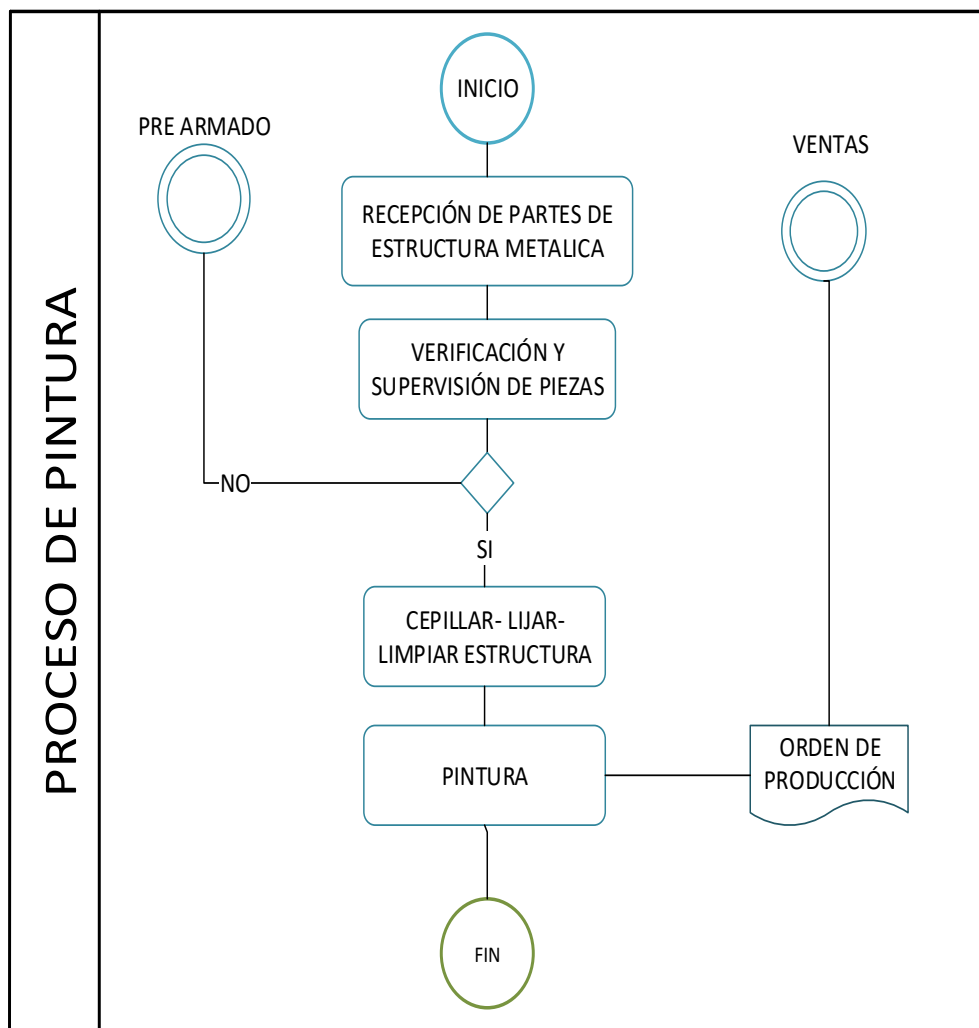 PROCESO DE PINTURA
INICIO
PRE ARMADO
VENTAS
RECEPCIÓN DE PARTES DE
ESTRUCTURA METALICA
VERIFICACIÓN Y
SUPERVISIÓN DE PIEZAS
NO
SI
CEPILLAR- LIJAR-
LIMPIAR ESTRUCTURA
PINTURA
ORDEN DE
PRODUCCIÓN
FIN